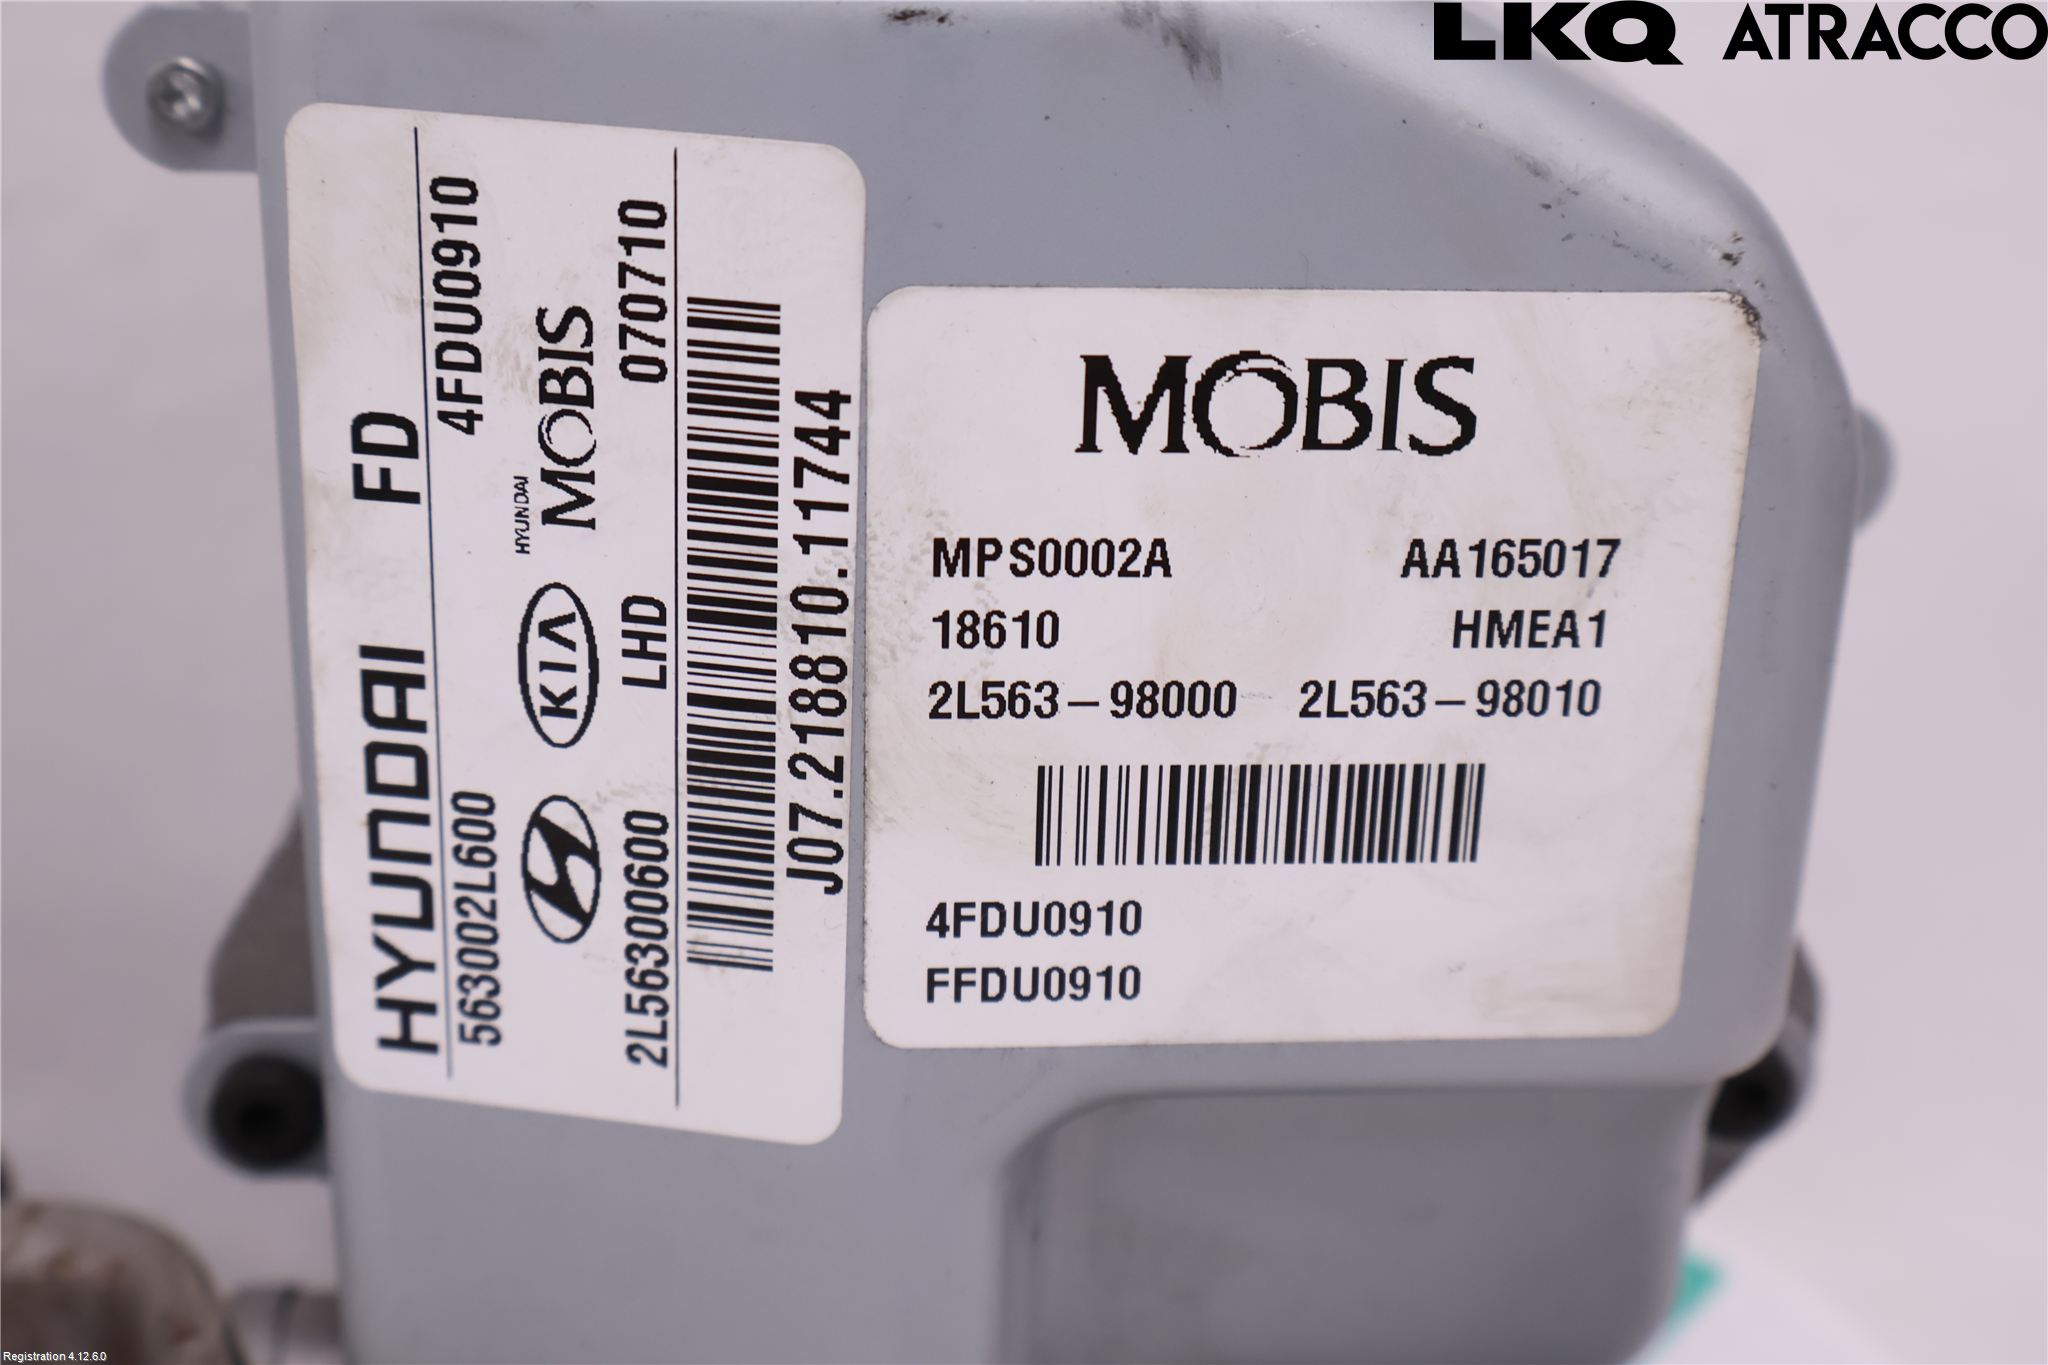 LKQ ATRACCO
HYUNDAI FD
563002L600 4FDU0910
KIA HYUNDAI MOBIS
2L56300600 LHD 070710
J07.218810.11744
MOBIS
MPS0002A AA165017
18610 HMEA1
2L563-98000 2L563-98010
4FDU0910
FFDU0910
Registration 4.12.6.0